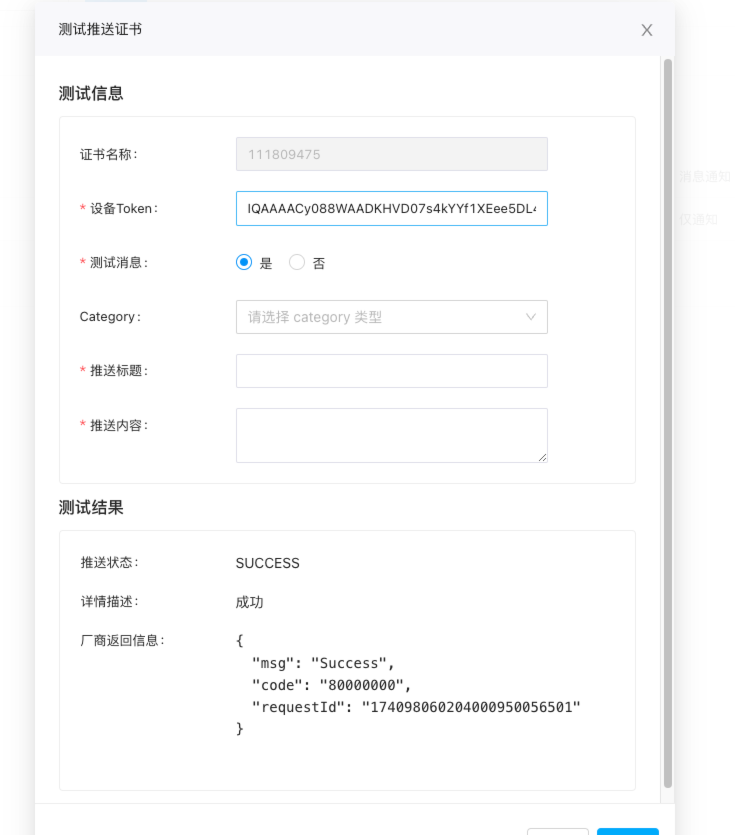 测试推送证书
测试信息
证书名称: 111809475
* 设备Token: IQAAAACy088WAADKHVD07s4kYYf1XEee5DL4
* 测试消息: 是 否
Category: 请选择 category 类型
* 推送标题:
* 推送内容:
消息通知
仅通知
测试结果
推送状态: SUCCESS
详情描述: 成功
厂商返回信息: {
"msg": "Success",
"code": "80000000",
"requestId": "174098060204000950056501"
}